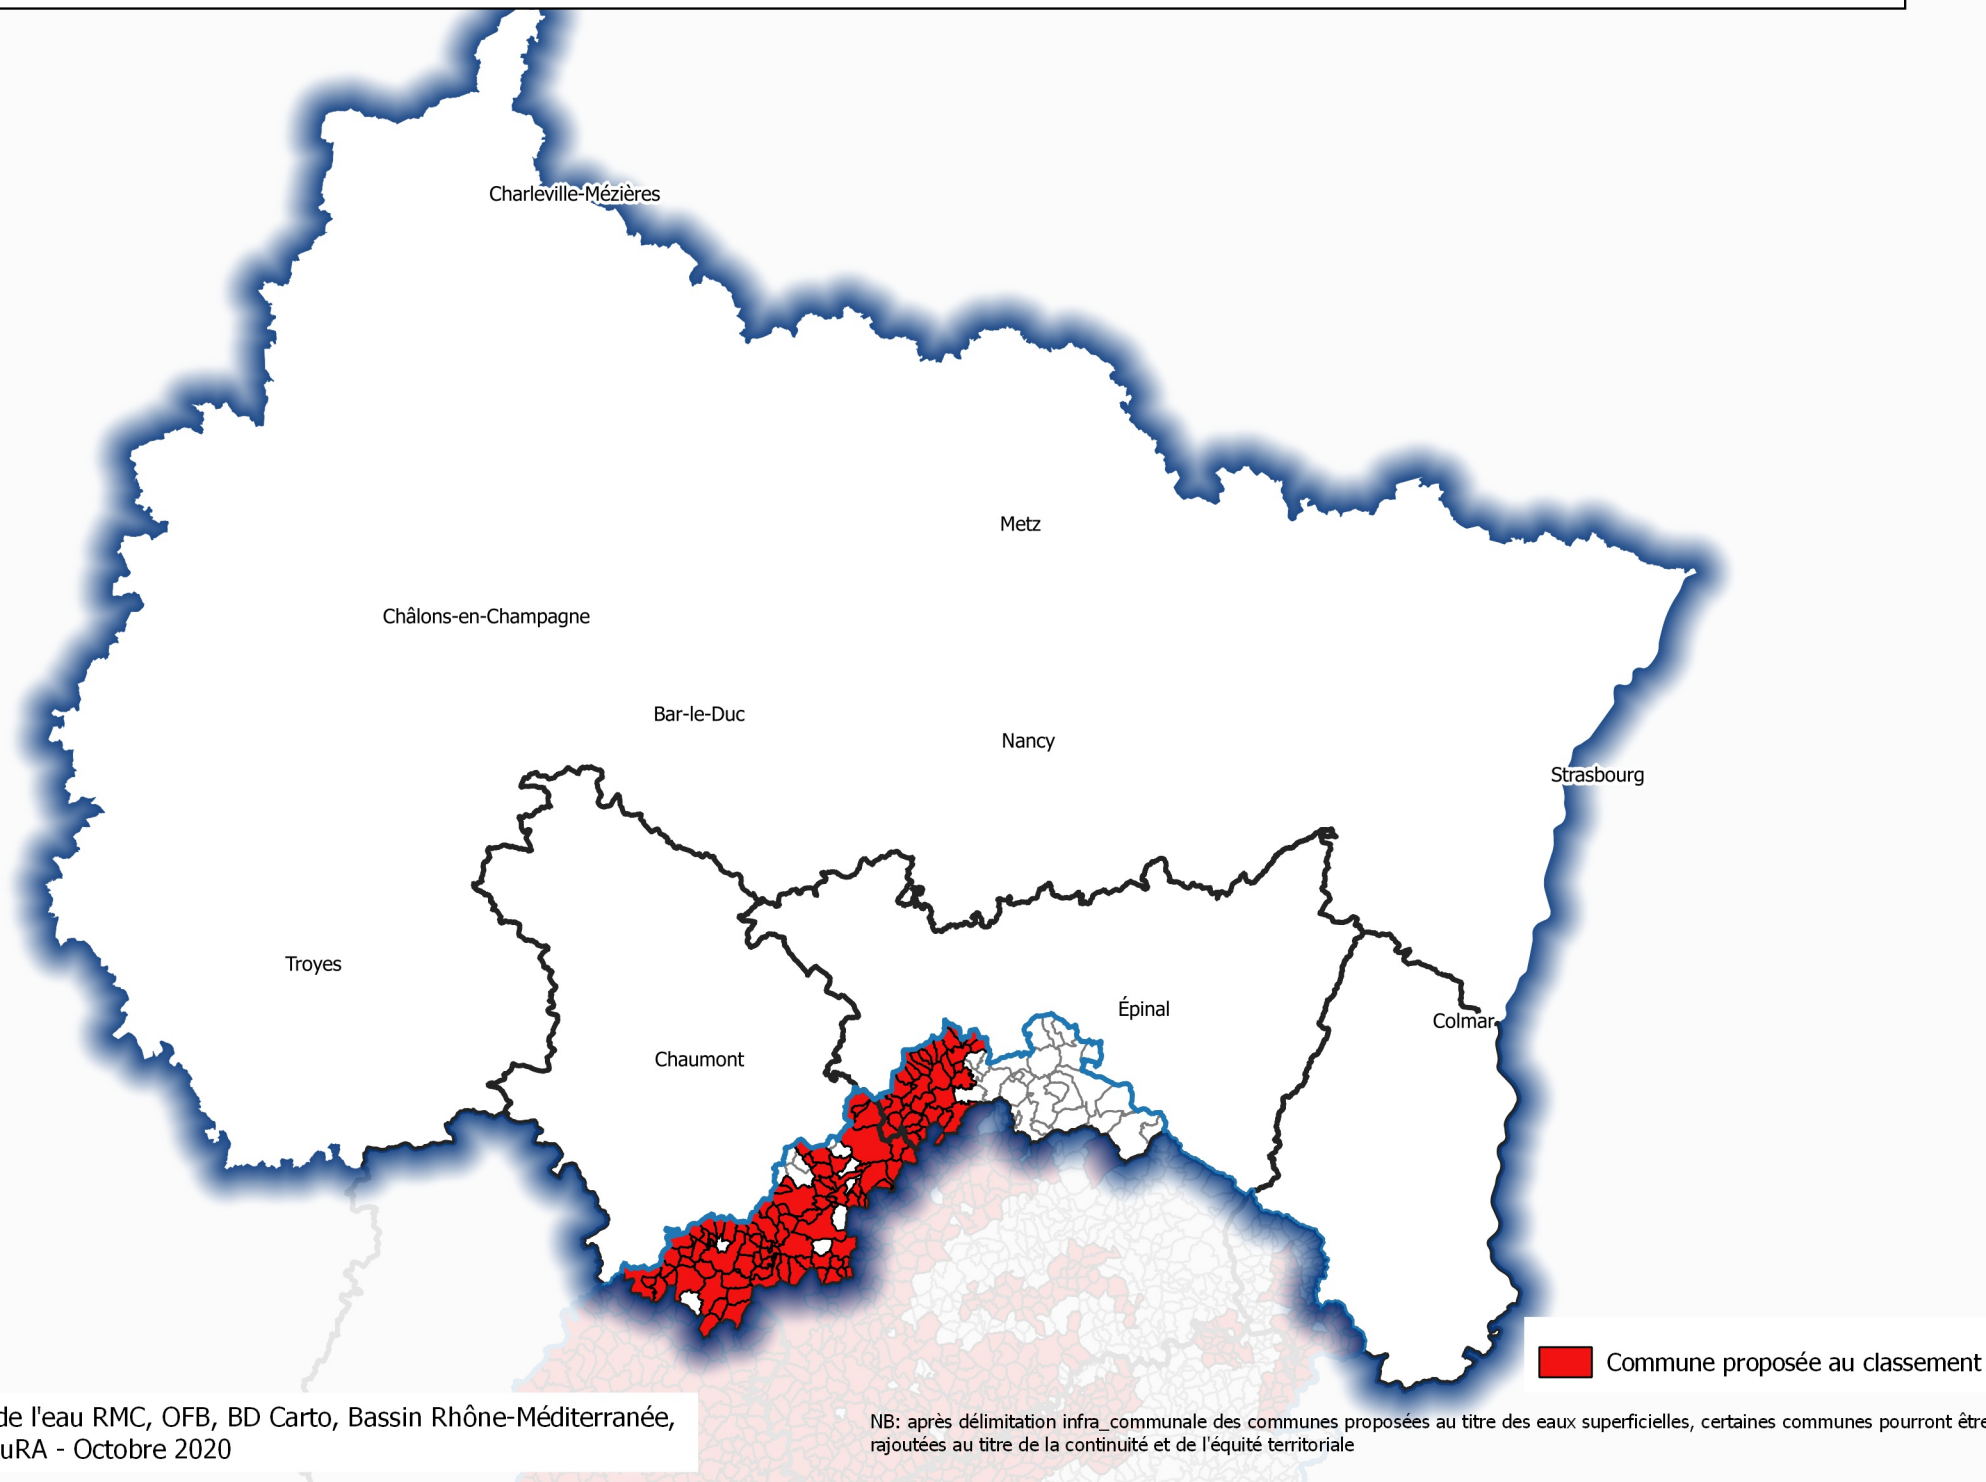 Charleville-Mézières
Metz
Châlons-en-Champagne
Bar-le-Duc
Nancy
Strasbourg
Troyes
Épinal
Colmar
Chaumont
Commune proposée au classement
de l'eau RMC, OFB, BD Carto, Bassin Rhône-Méditerranée,
uRA - Octobre 2020
NB: après délimitation infra_communale des communes proposées au titre des eaux superficielles, certaines communes pourront être
rajoutées au titre de la continuité et de l'équité territoriale